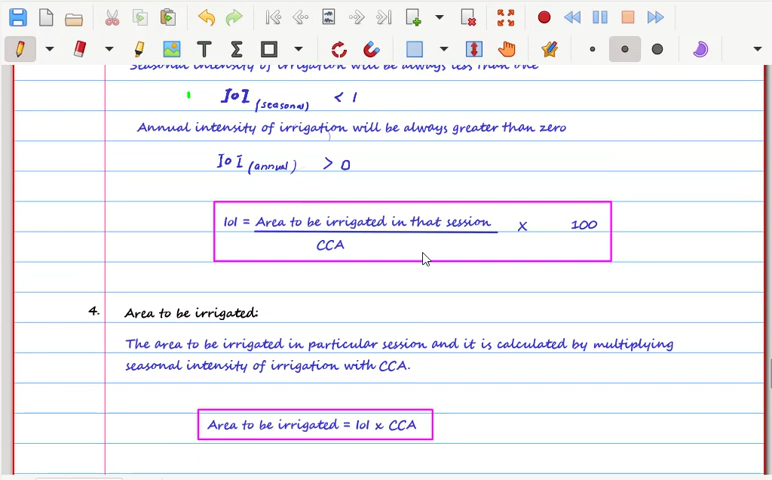 Seasonal intensity of irrigation will be always less than one
IOI (seasonal) < 1
Annual intensity of irrigation will be always greater than zero
IOI (annual) > 0
IOI = Area to be irrigated in that session X 100
CCA
4. Area to be irrigated:
The area to be irrigated in particular session and it is calculated by multiplying
seasonal intensity of irrigation with CCA.
Area to be irrigated = IOI x CCA